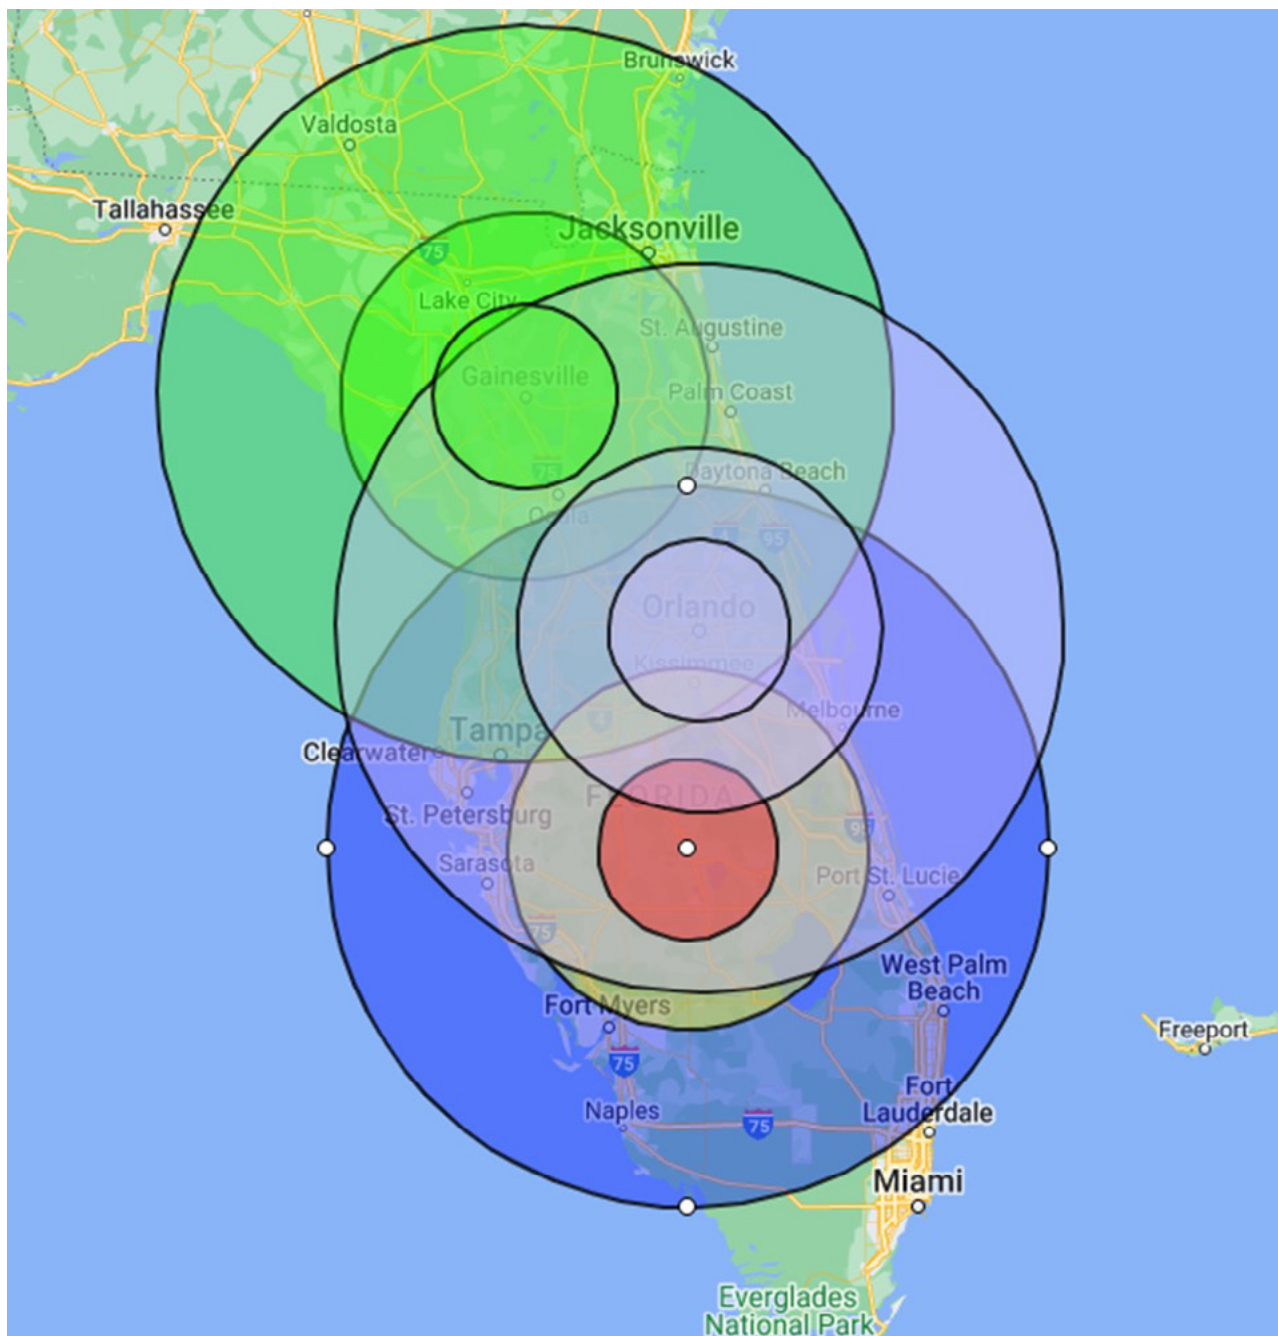 Brunswick
Valdosta
Tallahassee
Jacksonville
75
Lake City
St. Augustine
Gainesville
Palm Coast
75
Daytona Beach
Ocala
4
95
Orlando
Kissimmee
Melbourne
4
Tampa
Clearwater
FLORIDA
St. Petersburg
95
Sarasota
Port St. Lucie
75
West Palm
Beach
Fort Myers
Freeport
75
Fort
Lauderdale
Naples
75
Miami
Everglades
National Park